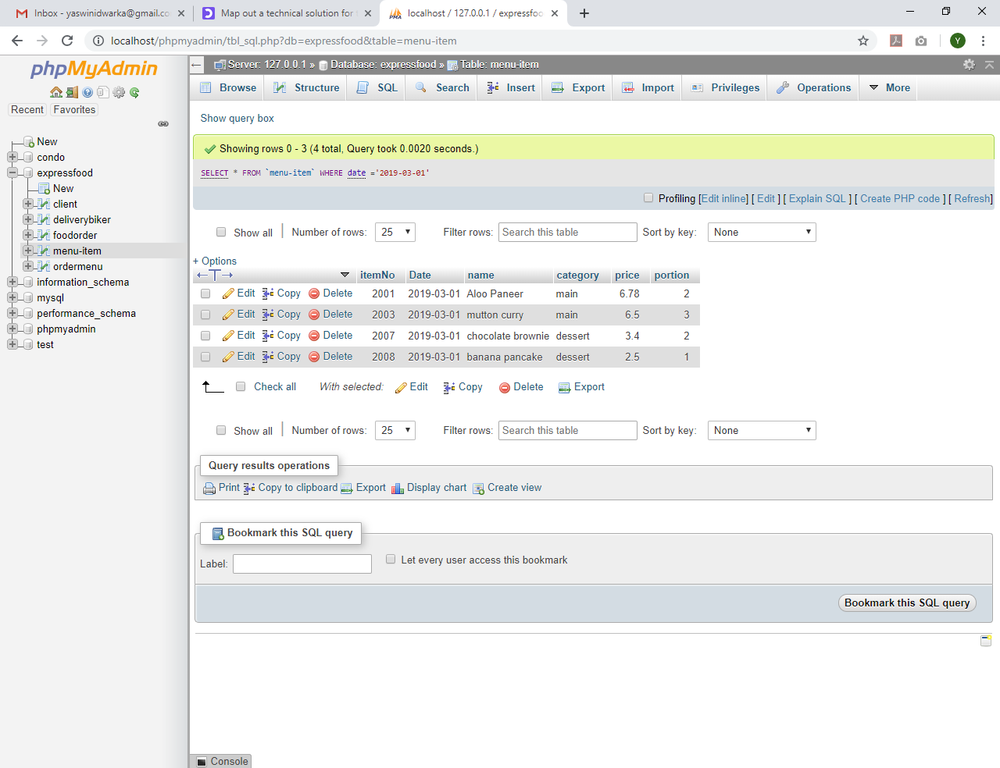 Inbox - yaswinidwarka@gmail.co
Map out a technical solution for
localhost / 127.0.0.1 / expressfoo
localhost/phpmyadmin/tbl_sql.php?db=expressfood&table=menu-item
Y
phpMyAdmin
Recent Favorites
New
condo
expressfood
New
client
deliverybiker
foodorder
menu-item
ordermenu
information_schema
mysql
performance_schema
phpmyadmin
test
Server: 127.0.0.1 » Database: expressfood » Table: menu-item
Browse Structure SQL Search Insert Export Import Privileges Operations More
Show query box
Showing rows 0 - 3 (4 total, Query took 0.0020 seconds.)
SELECT * FROM `menu-item` WHERE date ='2019-03-01'
Profiling [Edit inline] [ Edit ] [ Explain SQL ] [ Create PHP code ] [ Refresh]
Show all Number of rows: 25 Filter rows: Search this table Sort by key: None
+ Options
itemNo Date name category price portion
Edit Copy Delete 2001 2019-03-01 Aloo Paneer main 6.78 2
Edit Copy Delete 2003 2019-03-01 mutton curry main 6.5 3
Edit Copy Delete 2007 2019-03-01 chocolate brownie dessert 3.4 2
Edit Copy Delete 2008 2019-03-01 banana pancake dessert 2.5 1
Check all With selected: Edit Copy Delete Export
Show all Number of rows: 25 Filter rows: Search this table Sort by key: None
Query results operations
Print Copy to clipboard Export Display chart Create view
Bookmark this SQL query
Label: Let every user access this bookmark
Bookmark this SQL query
Console